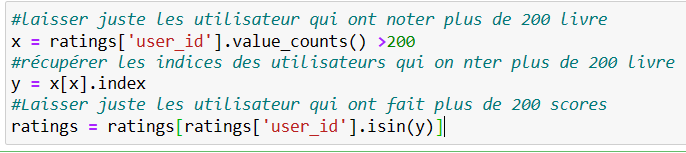 #laisser juste les utilisateur qui ont noter plus de 200 livre
x = ratings['user_id'].value_counts() >200
#récupérer les indices des utilisateurs qui on nter plus de 200 livre
y = x[x].index
#Laisser juste les utilisateur qui ont fait plus de 200 scores
ratings = ratings[ratings['user_id'].isin(y)]